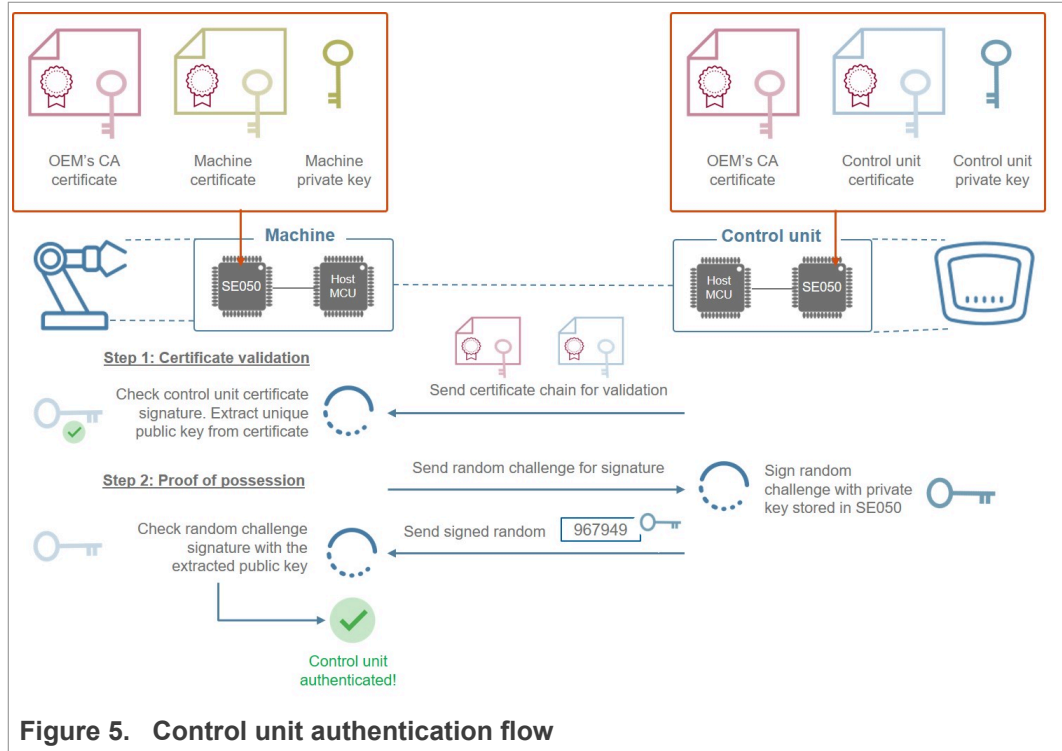 OEM's CA
certificate
Machine
certificate
Machine
private key
OEM's CA
certificate
Control unit
certificate
Control unit
private key
Machine
SE050
Host
MCU
Control unit
Host
MCU
SE050
Step 1: Certificate validation
Check control unit certificate
signature. Extract unique
public key from certificate
Send certificate chain for validation
Step 2: Proof of possession
Send random challenge for signature
Sign random
challenge with private
key stored in SE050
Check random challenge
signature with the
extracted public key
Send signed random
967949
Control unit
authenticated!
Figure 5. Control unit authentication flow